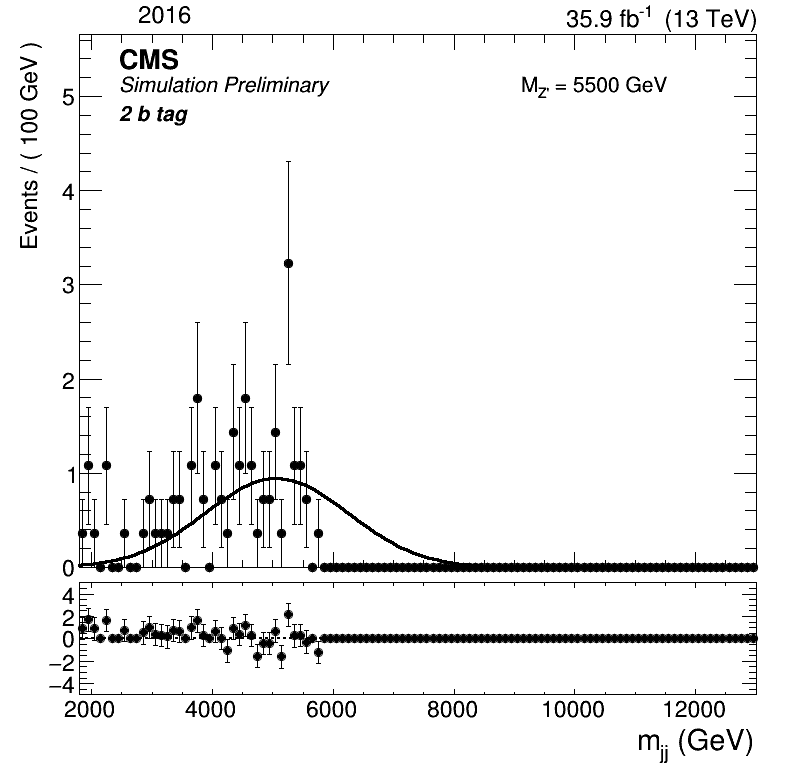 2016
35.9 fb⁻¹ (13 TeV)
CMS
Simulation Preliminary
2 b tag
M_Z' = 5500 GeV
Events / ( 100 GeV )
5
4
3
2
1
0
4
2
0
−2
−4
2000 4000 6000 8000 10000 12000
m_jj (GeV)